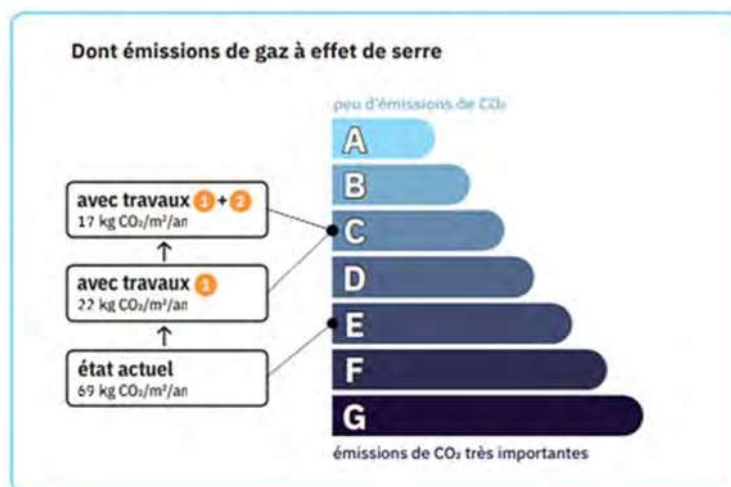 Dont émissions de gaz à effet de serre
peu d'émissions de CO₂
A
B
avec travaux 1 + 2
17 kg CO₂/m²/an
C
avec travaux 1
22 kg CO₂/m²/an
D
E
état actuel
69 kg CO₂/m²/an
F
G
émissions de CO₂ très importantes